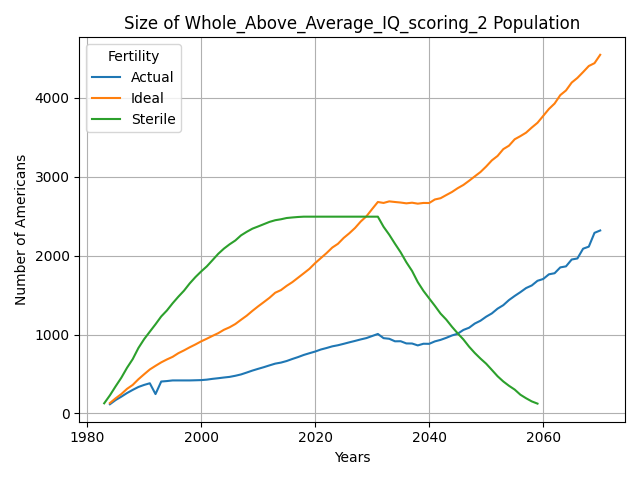 Size of Whole_Above_Average_IQ_scoring_2 Population
Fertility
Actual
Ideal
Sterile
Number of Americans
4000
3000
2000
1000
0
1980
2000
2020
2040
2060
Years